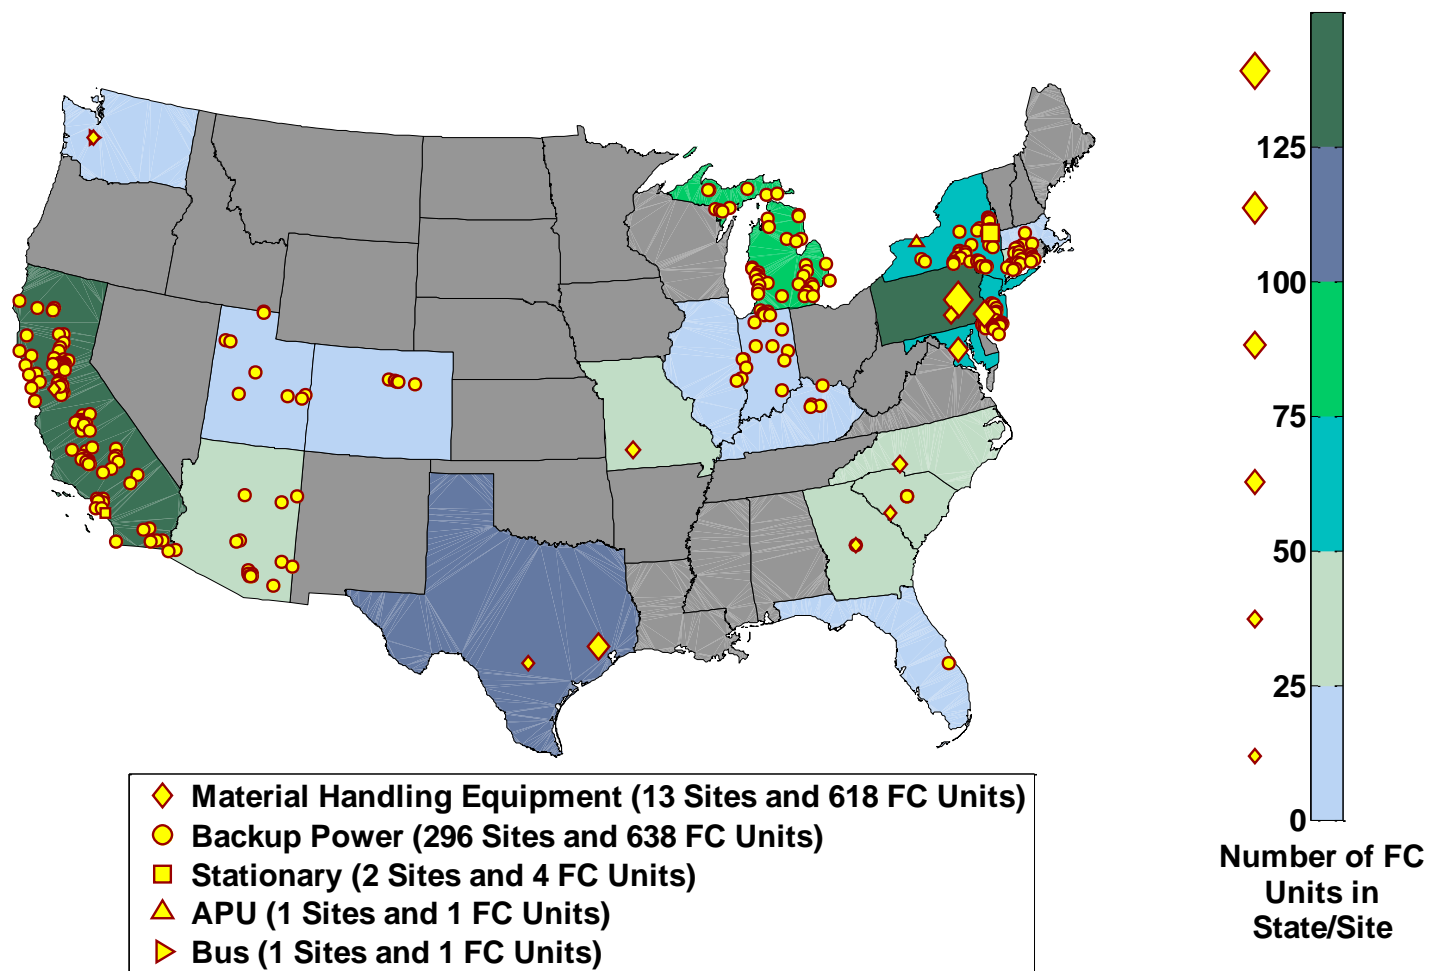 125
100
75
50
25
0
Number of FC
Units in
State/Site
Material Handling Equipment (13 Sites and 618 FC Units)
Backup Power (296 Sites and 638 FC Units)
Stationary (2 Sites and 4 FC Units)
APU (1 Sites and 1 FC Units)
Bus (1 Sites and 1 FC Units)